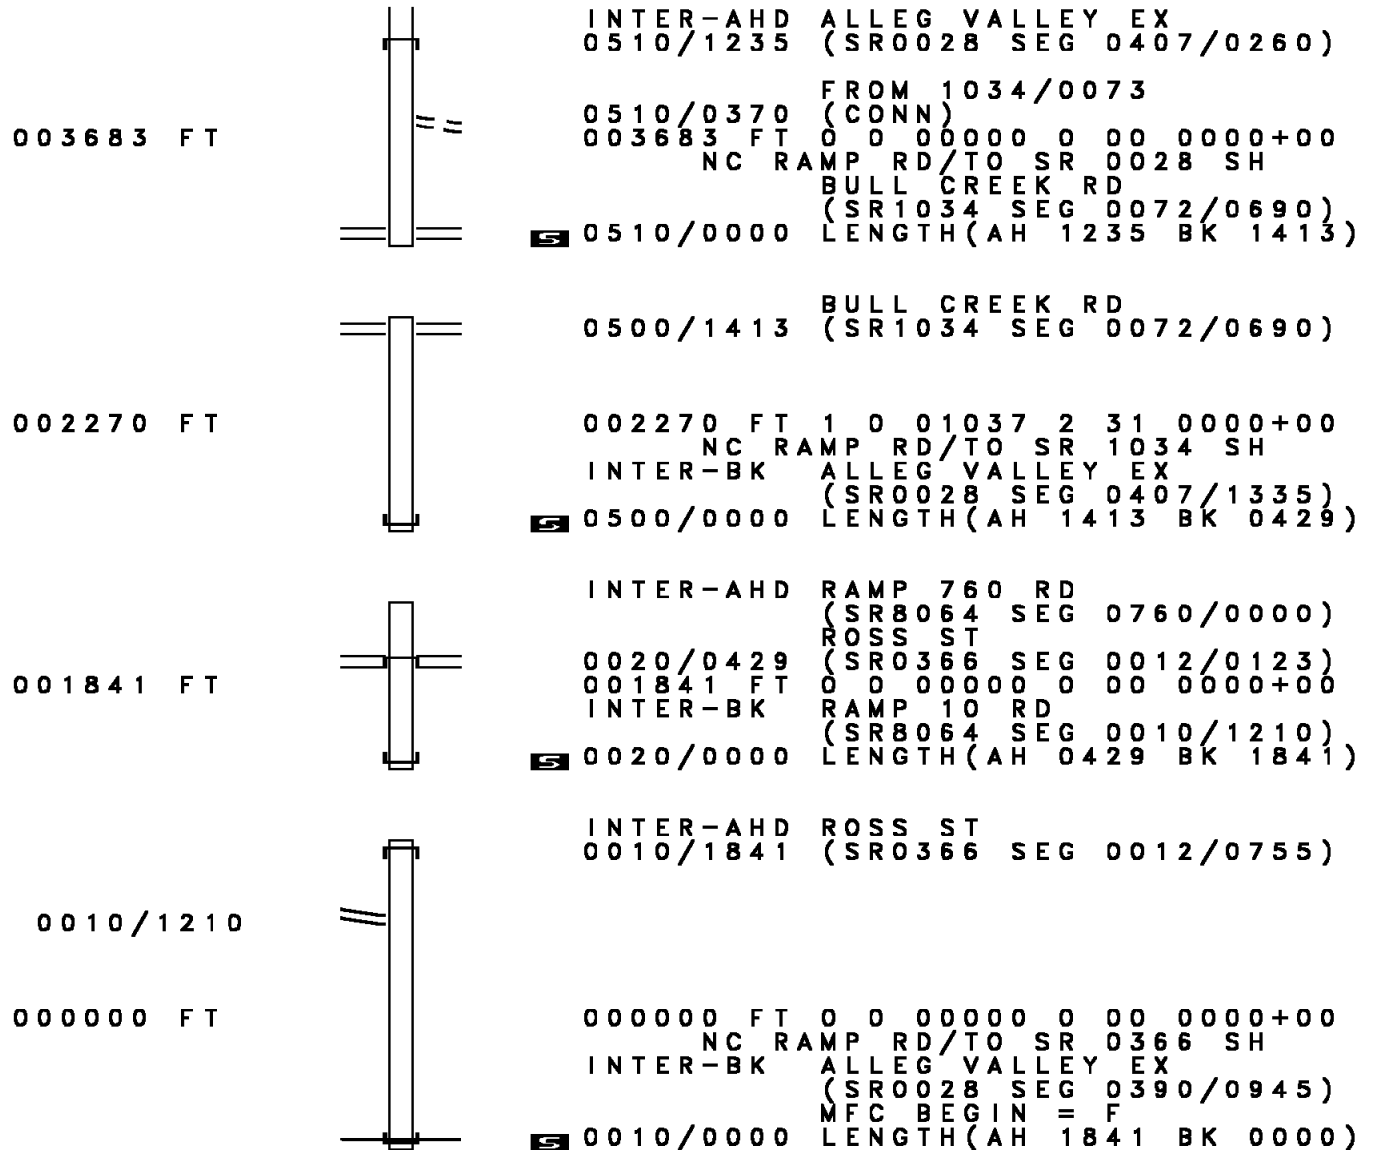 INTER-AHD ALLEG VALLEY EX
0510/1235 (SR0028 SEG 0407/0260)
FROM 1034/0073
0510/0370 (CONN)
003683 FT 003683 FT 0 0 00000 0 00 0000+00
NC RAMP RD/TO SR 0028 SH
BULL CREEK RD
(SR1034 SEG 0072/0690)
S 0510/0000 LENGTH(AH 1235 BK 1413)
BULL CREEK RD
0500/1413 (SR1034 SEG 0072/0690)
002270 FT 002270 FT 1 0 01037 2 31 0000+00
NC RAMP RD/TO SR 1034 SH
INTER-BK ALLEG VALLEY EX
(SR0028 SEG 0407/1335)
S 0500/0000 LENGTH(AH 1413 BK 0429)
INTER-AHD RAMP 760 RD
(SR8064 SEG 0760/0000)
ROSS ST
0020/0429 (SR0366 SEG 0012/0123)
001841 FT 001841 FT 0 0 00000 0 00 0000+00
INTER-BK RAMP 10 RD
(SR8064 SEG 0010/1210)
S 0020/0000 LENGTH(AH 0429 BK 1841)
INTER-AHD ROSS ST
0010/1841 (SR0366 SEG 0012/0755)
0010/1210
000000 FT 000000 FT 0 0 00000 0 00 0000+00
NC RAMP RD/TO SR 0366 SH
INTER-BK ALLEG VALLEY EX
(SR0028 SEG 0390/0945)
MFC BEGIN = F
S 0010/0000 LENGTH(AH 1841 BK 0000)